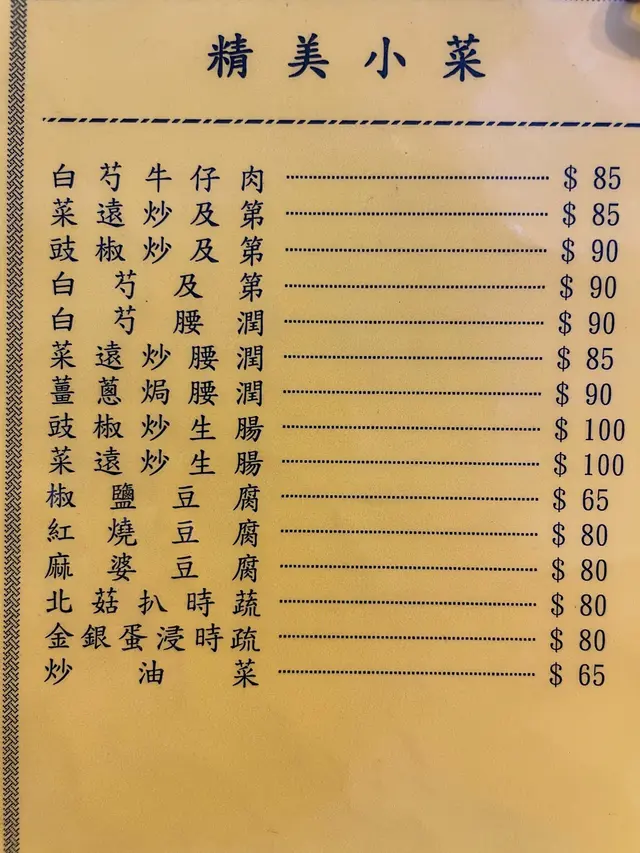 精美小菜
白芍牛仔肉 $ 85
菜遠炒及第 $ 85
豉椒炒及第 $ 90
白芍及第 $ 90
白芍腰潤 $ 90
菜遠炒腰潤 $ 85
薑蔥焗腰潤 $ 90
豉椒炒生腸 $ 100
菜遠炒生腸 $ 100
椒鹽豆腐 $ 65
紅燒豆腐 $ 80
麻婆豆腐 $ 80
北菇扒時蔬 $ 80
金銀蛋浸時疏 $ 80
炒油菜 $ 65